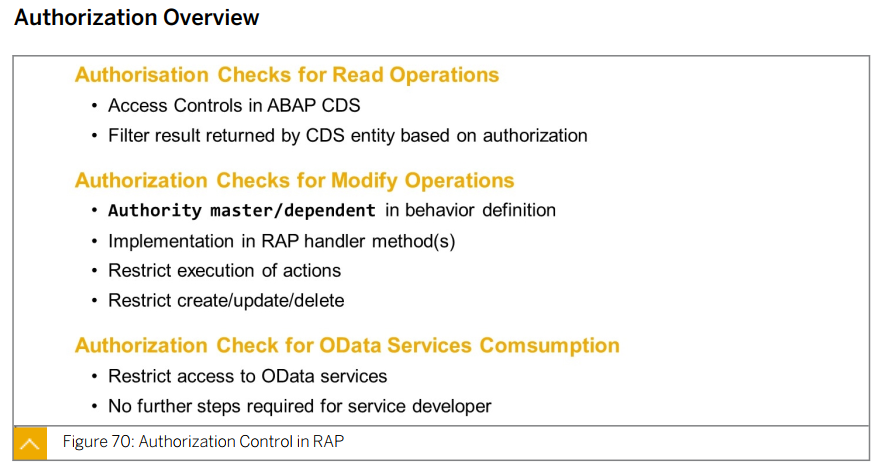 Authorization Overview
Authorisation Checks for Read Operations
• Access Controls in ABAP CDS
• Filter result returned by CDS entity based on authorization
Authorization Checks for Modify Operations
• Authority master/dependent in behavior definition
• Implementation in RAP handler method(s)
• Restrict execution of actions
• Restrict create/update/delete
Authorization Check for OData Services Comsumption
• Restrict access to OData services
• No further steps required for service developer
Figure 70: Authorization Control in RAP